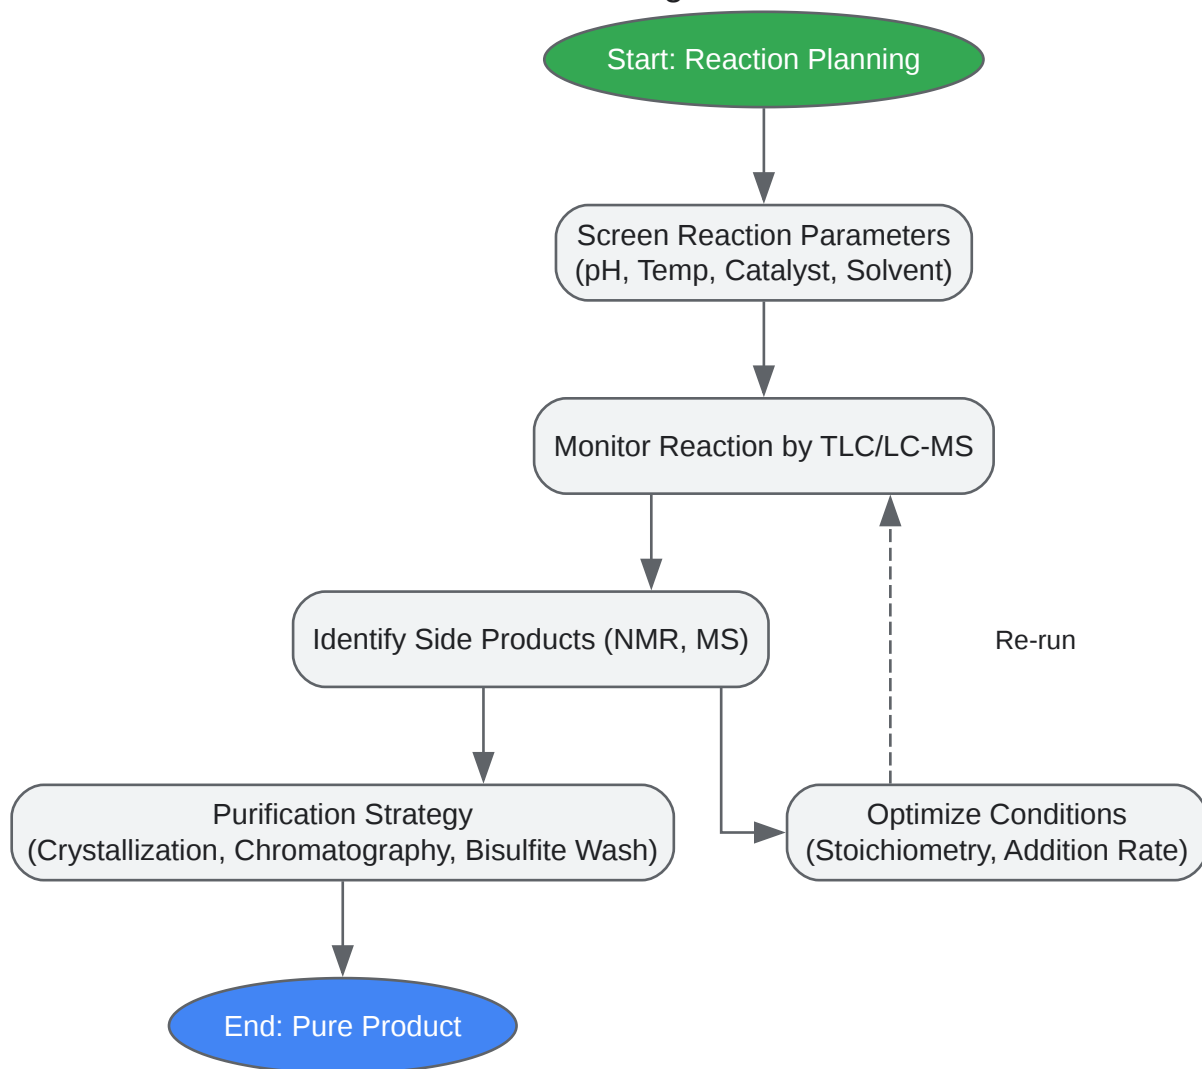 Start: Reaction Planning
Screen Reaction Parameters
(pH, Temp, Catalyst, Solvent)
Monitor Reaction by TLC/LC-MS
Identify Side Products (NMR, MS)
Re-run
Purification Strategy
(Crystallization, Chromatography, Bisulfite Wash)
Optimize Conditions
(Stoichiometry, Addition Rate)
End: Pure Product